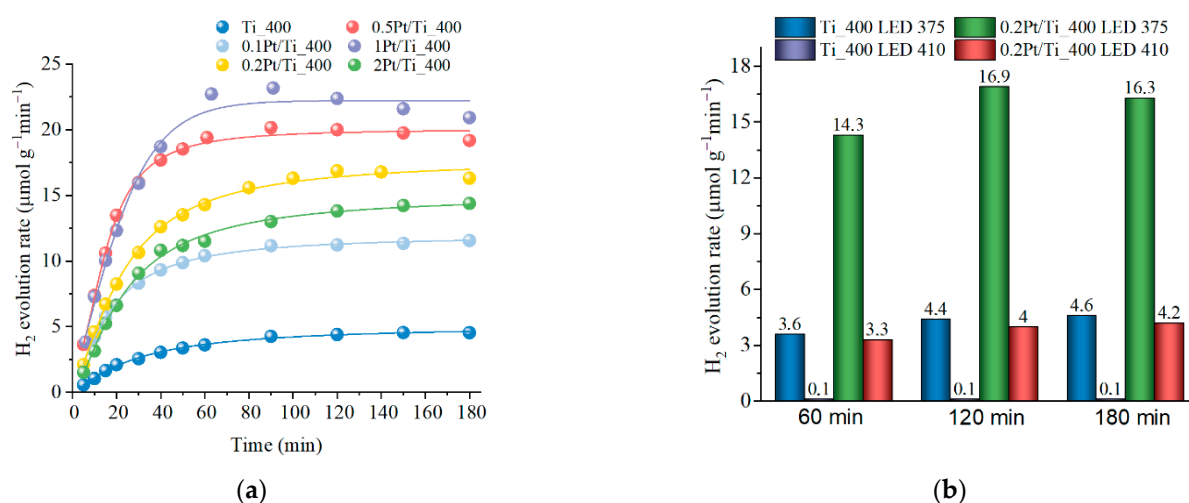 Ti_400
0.5Pt/Ti_400
0.1Pt/Ti_400
1Pt/Ti_400
0.2Pt/Ti_400
2Pt/Ti_400
H₂ evolution rate (μmol g⁻¹min⁻¹)
25
20
15
10
5
0
0 20 40 60 80 100 120 140 160 180
Time (min)
(a)
Ti_400 LED 375
0.2Pt/Ti_400 LED 375
Ti_400 LED 410
0.2Pt/Ti_400 LED 410
H₂ evolution rate (μmol g⁻¹min⁻¹)
18
15
12
9
6
3
0
3.6 0.1 14.3 3.3
4.4 0.1 16.9 4
4.6 0.1 16.3 4.2
60 min 120 min 180 min
(b)